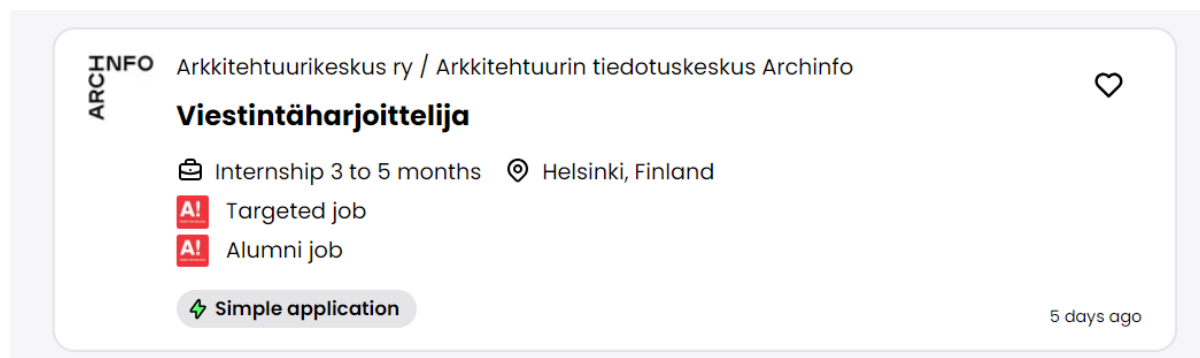 ARCHINFO
Arkkitehtuurikeskus ry / Arkkitehtuurin tiedotuskeskus Archinfo
Viestintäharjoittelija
Internship 3 to 5 months Helsinki, Finland
A! Targeted job
A! Alumni job
Simple application
5 days ago